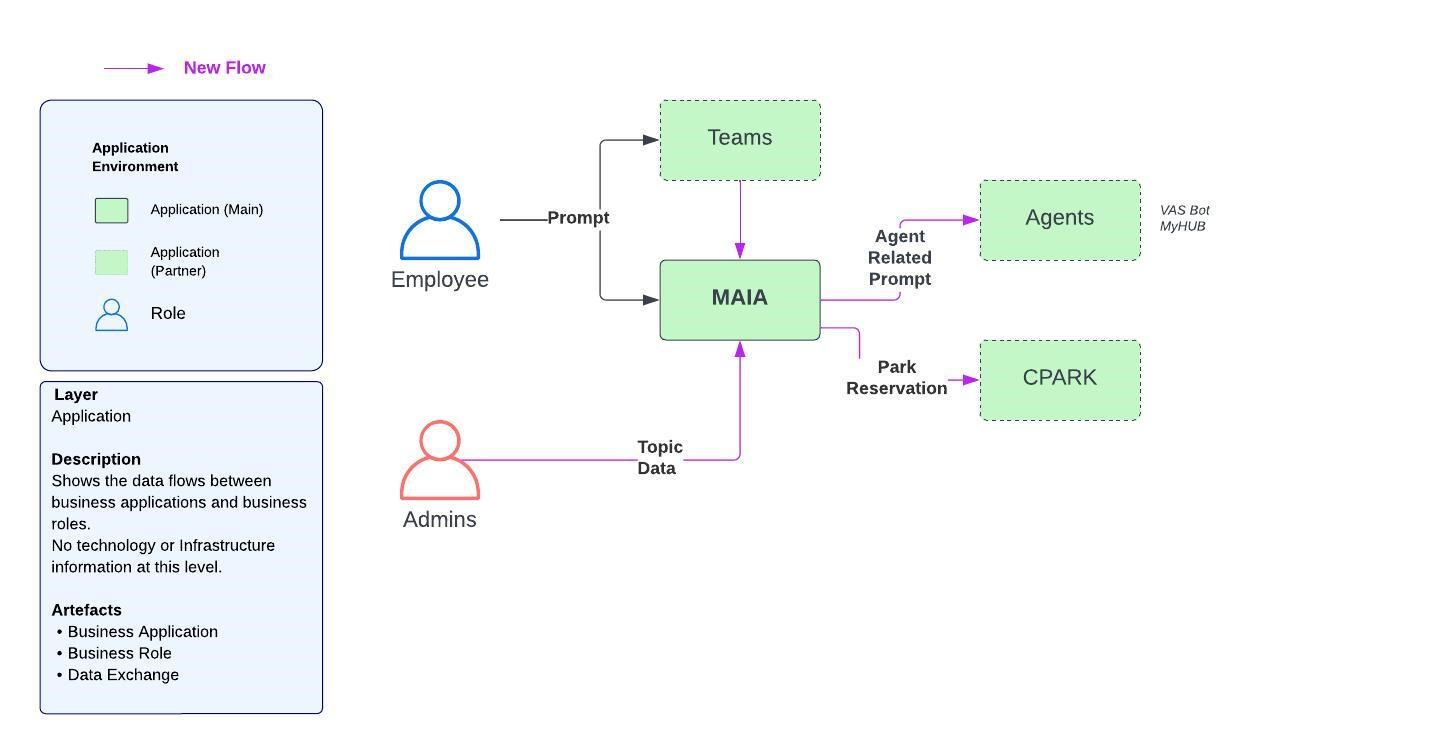 New Flow
Application
Environment
Application (Main)
Application
(Partner)
Role
Layer
Application
Description
Shows the data flows between
business applications and business
roles.
No technology or Infrastructure
information at this level.
Artefacts
• Business Application
• Business Role
• Data Exchange
Employee
Prompt
Teams
MAIA
Agent
Related
Prompt
Agents
VAS Bot
MyHUB
Park
Reservation
CPARK
Topic
Data
Admins